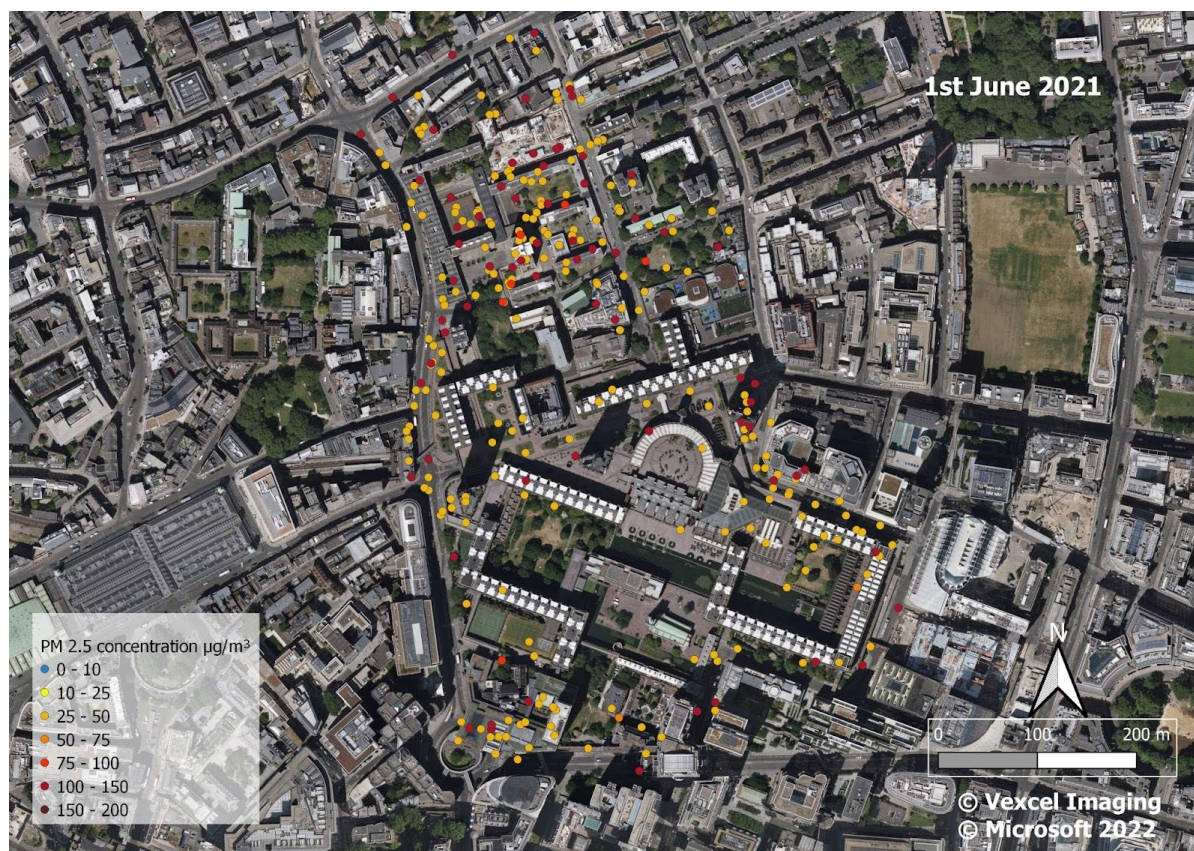 1st June 2021
PM 2.5 concentration µg/m³
0 - 10
10 - 25
25 - 50
50 - 75
75 - 100
100 - 150
150 - 200
N
0 100 200 m
© Vexcel Imaging
© Microsoft 2022